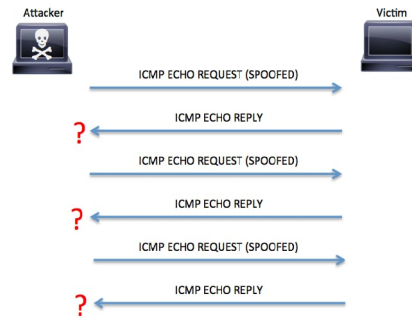 Attacker
Victim
ICMP ECHO REQUEST (SPOOFED)
ICMP ECHO REPLY
?
ICMP ECHO REQUEST (SPOOFED)
ICMP ECHO REPLY
?
ICMP ECHO REQUEST (SPOOFED)
ICMP ECHO REPLY
?